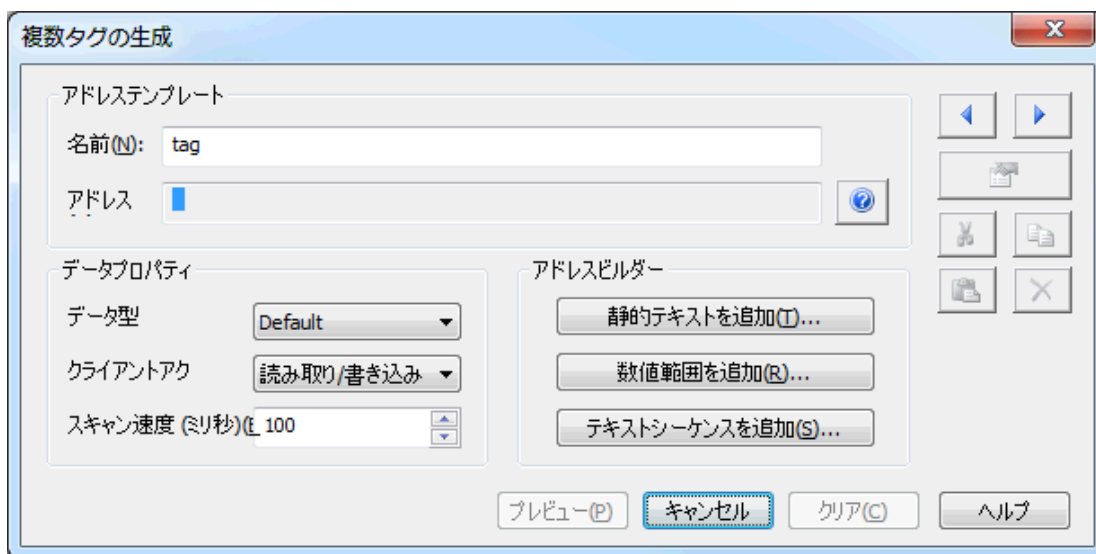 複数タグの生成
アドレステンプレート
名前(N):
tag
アドレス
データプロパティ
データ型
Default
クライアントアク
読み取り/書き込み
スキャン速度 (ミリ秒)(
100
アドレスビルダー
静的テキストを追加(T)...
数値範囲を追加(R)...
テキストシーケンスを追加(S)...
プレビュー(P)
キャンセル
クリア(C)
ヘルプ